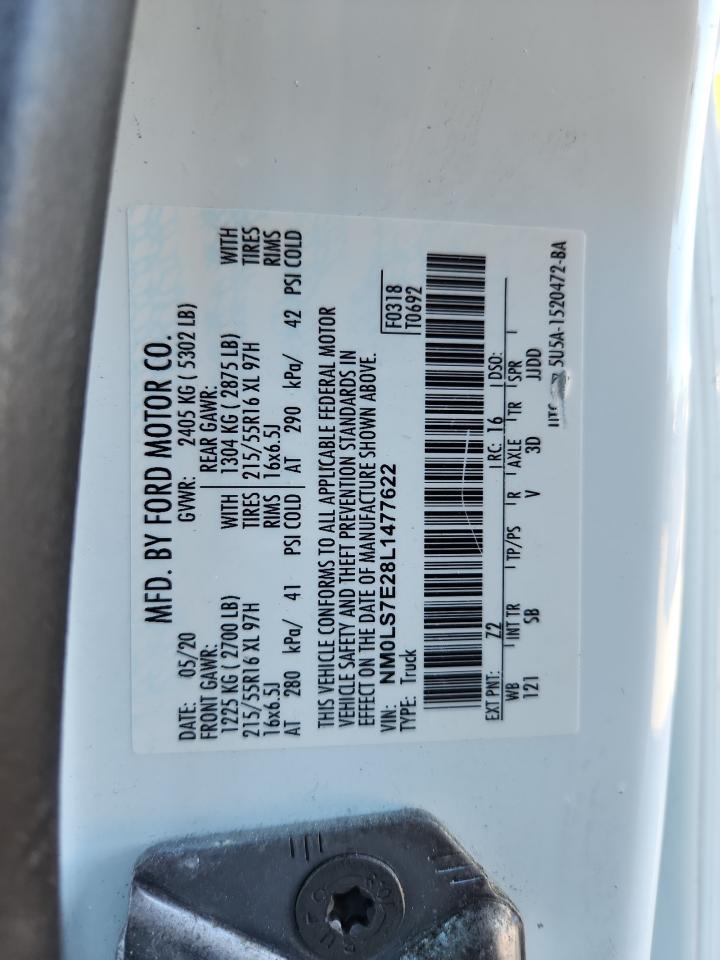 MFD. BY FORD MOTOR CO.
DATE: 05/20 GVWR: 2405 KG ( 5302 LB)
FRONT GAWR: REAR GAWR:
1225 KG ( 2700 LB) WITH 1304 KG ( 2875 LB) WITH
215/55R16 XL 97H TIRES 215/55R16 XL 97H TIRES
16x6.5J RIMS 16x6.5J RIMS
AT 280 kPa/ 41 PSI COLD AT 290 kPa/ 42 PSI COLD
THIS VEHICLE CONFORMS TO ALL APPLICABLE FEDERAL MOTOR
VEHICLE SAFETY AND THEFT PREVENTION STANDARDS IN
EFFECT ON THE DATE OF MANUFACTURE SHOWN ABOVE.
VIN: NM0LS7E28L1477622
TYPE: Truck
F0318
T0692
EXT PNT: Z2 RC: 16 DSO:
WB INT TR TP/PS R AXLE TR SPR
121 SB V 3D JJDD
5U5A-1520472-BA